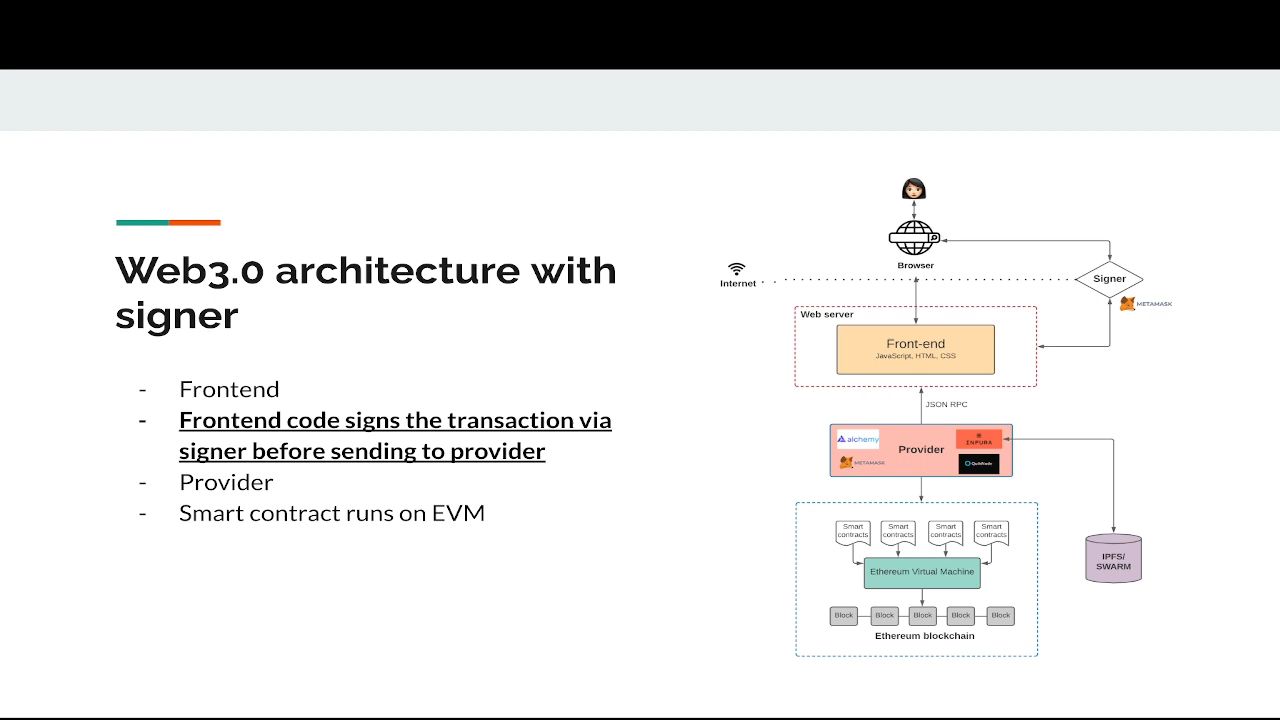 Web3.0 architecture with
signer
- Frontend
- Frontend code signs the transaction via
signer before sending to provider
- Provider
- Smart contract runs on EVM
Browser
Internet
Signer
METAMASK
Web server
Front-end
JavaScript, HTML, CSS
JSON RPC
alchemy
INFURA
Provider
METAMASK
QuikNode
Smart contracts
Smart contracts
Smart contracts
Smart contracts
IPFS/
SWARM
Ethereum Virtual Machine
Block Block Block Block Block
Ethereum blockchain